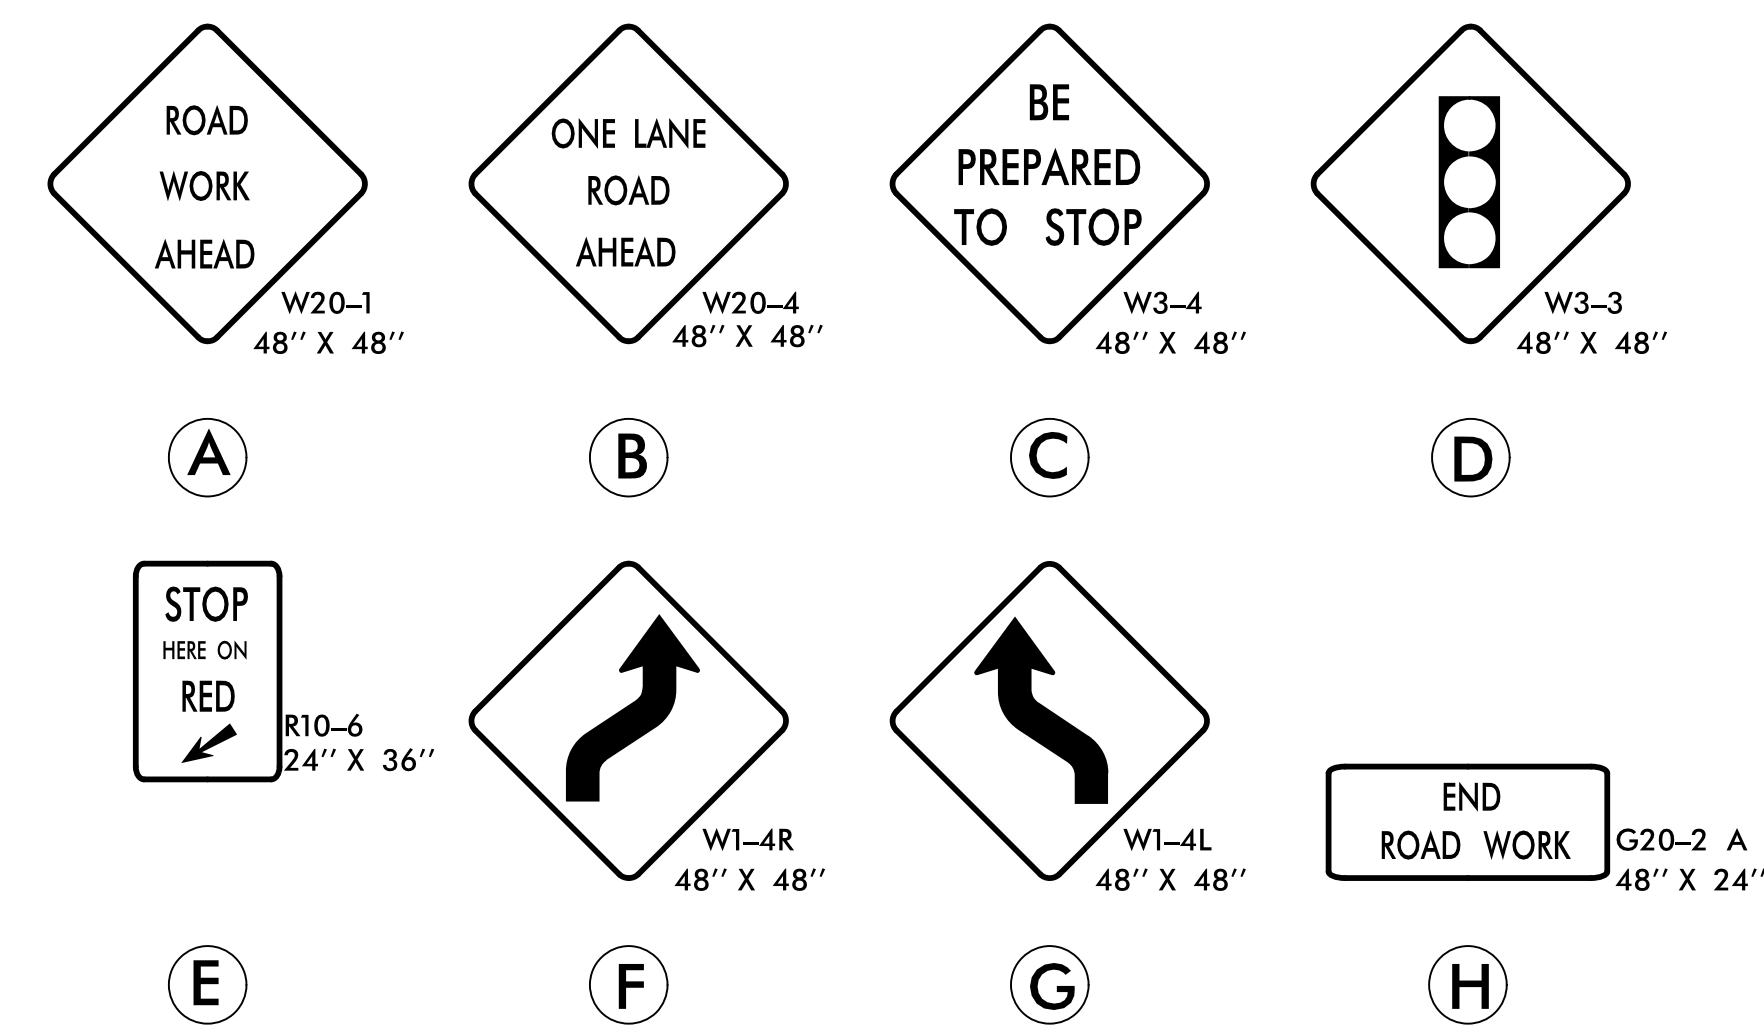 ROAD
WORK
AHEAD
W20–1
48'' X 48''
A
ONE LANE
ROAD
AHEAD
W20–4
48'' X 48''
B
BE
PREPARED
TO STOP
W3–4
48'' X 48''
C
W3–3
48'' X 48''
D
STOP
HERE ON
RED
R10–6
24'' X 36''
E
W1–4R
48'' X 48''
F
W1–4L
48'' X 48''
G
END
ROAD WORK
G20–2 A
48'' X 24''
H